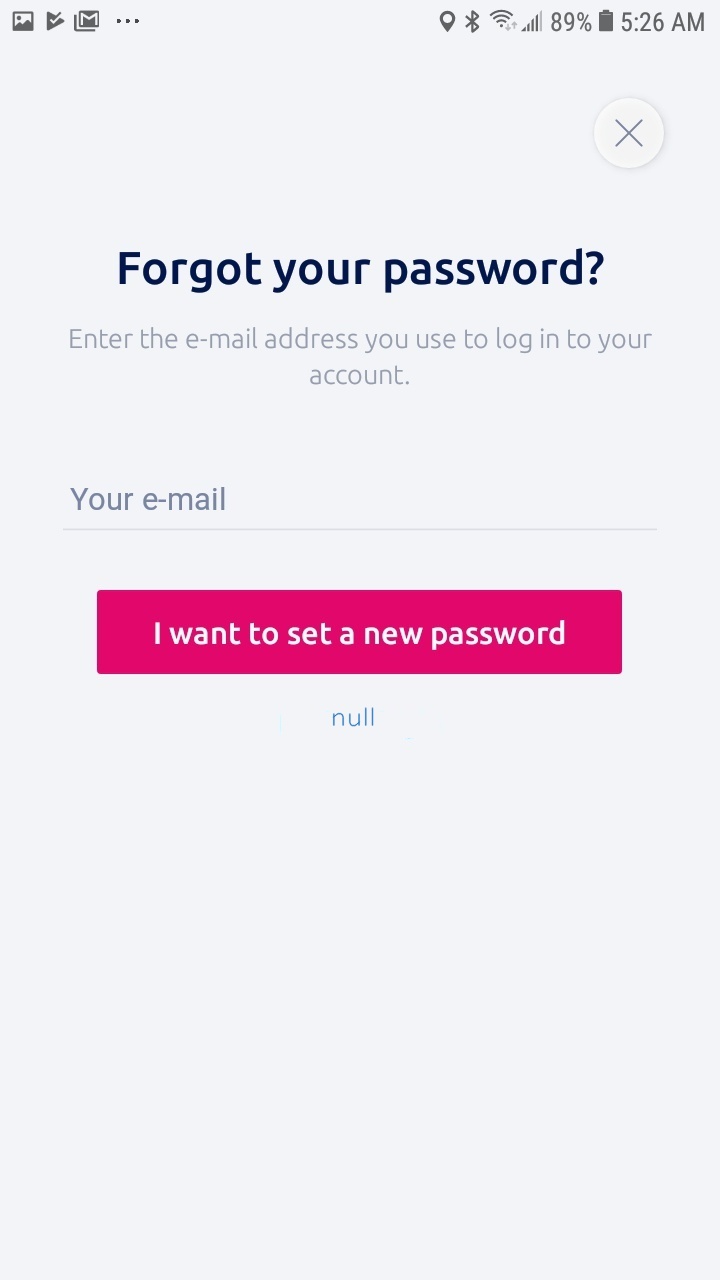 89% 5:26 AM
Forgot your password?
Enter the e-mail address you use to log in to your
account.
Your e-mail
I want to set a new password
null